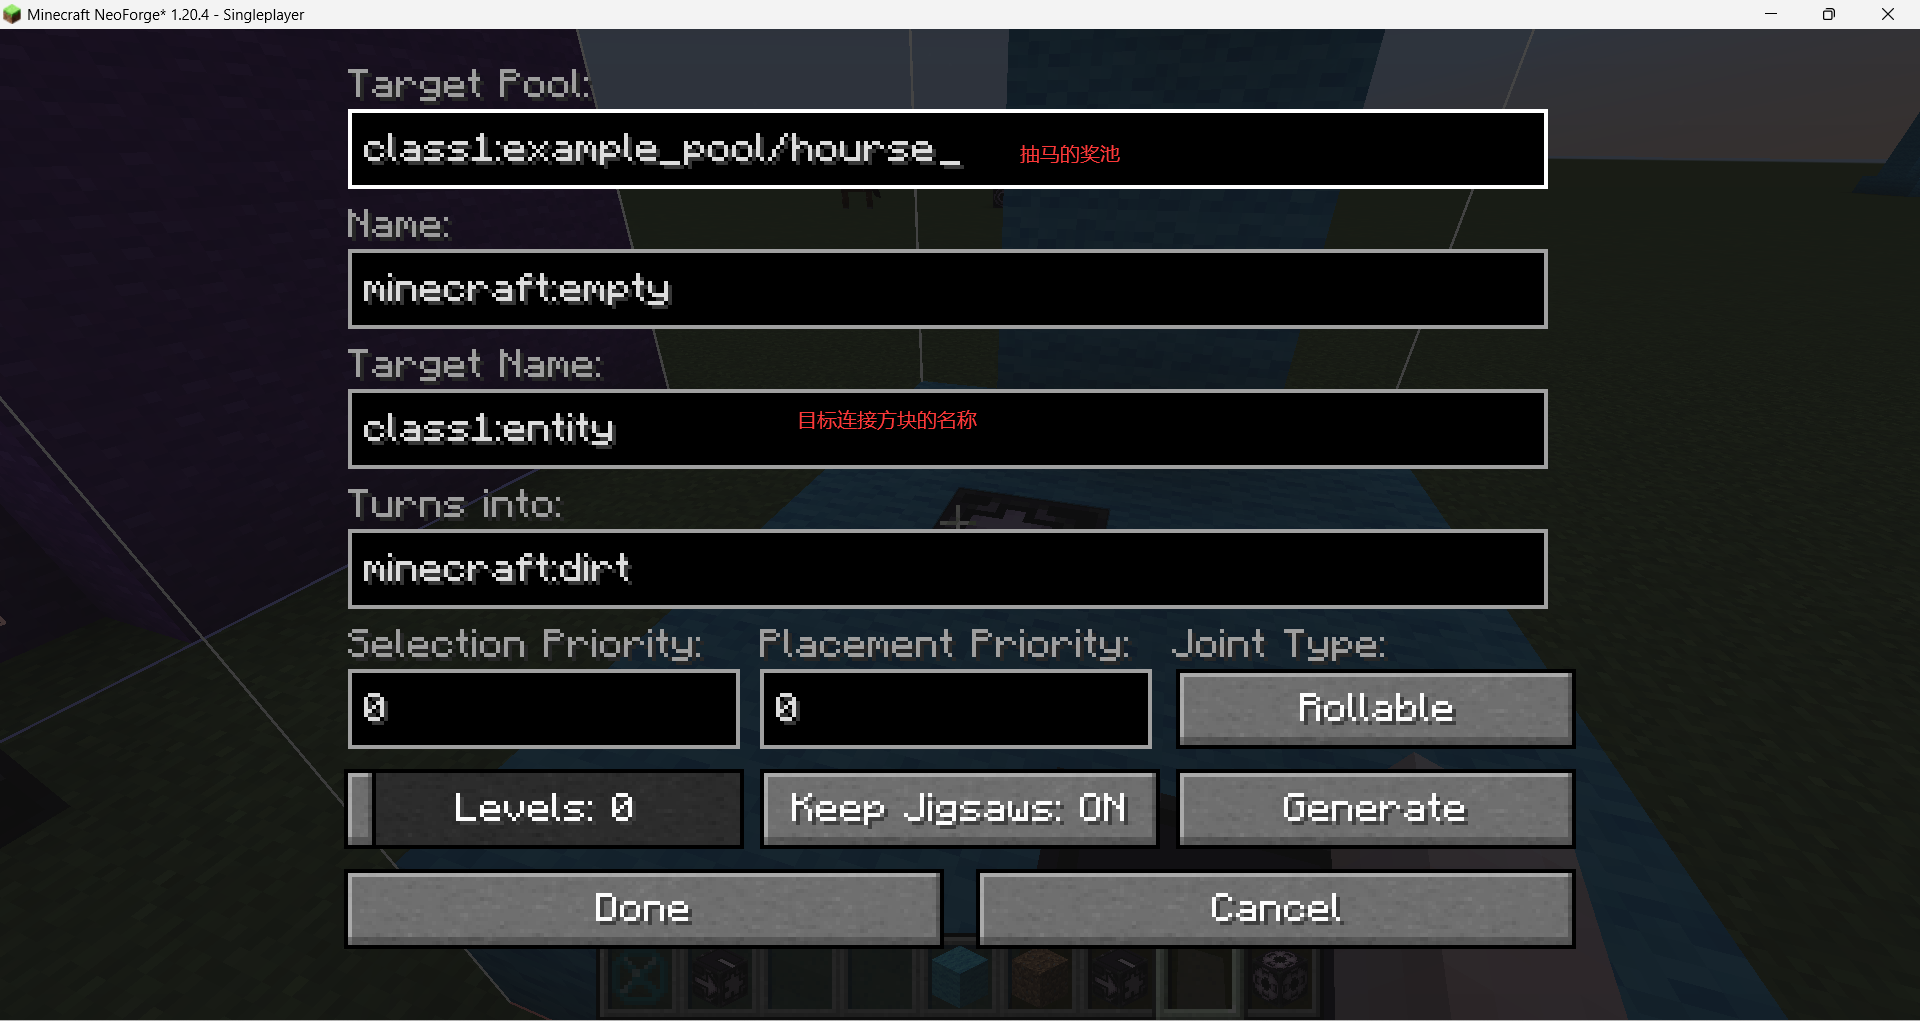 Minecraft NeoForge* 1.20.4 - Singleplayer
Target Pool:
class1:example_pool/hourse_ 抽马的奖池
Name:
minecraft:empty
Target Name:
class1:entity 目标连接方块的名称
Turns into:
minecraft:dirt
Selection Priority: Placement Priority: Joint Type:
0 0 Rollable
Levels: 0 Keep Jigsaws: ON Generate
Done Cancel